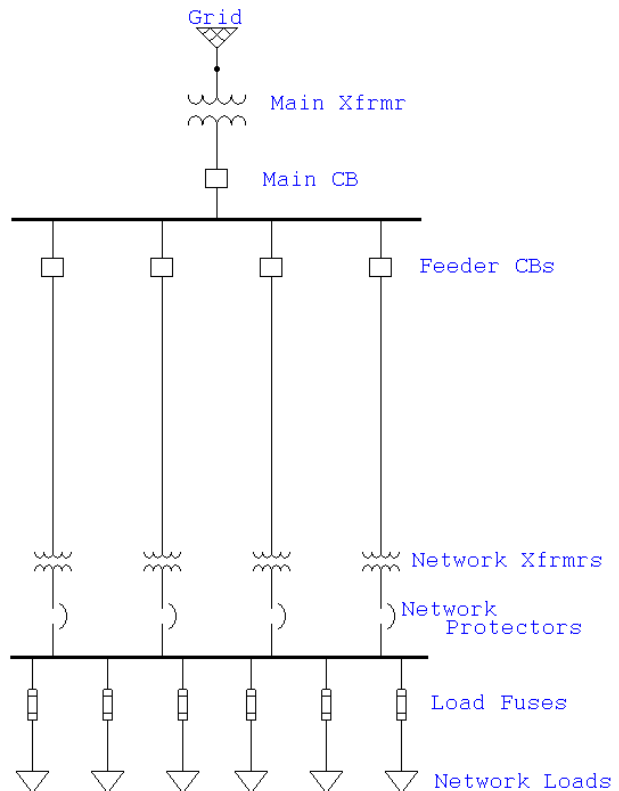 Grid
Main Xfrmr
Main CB
Feeder CBs
Network Xfrmrs
Network
Protectors
Load Fuses
Network Loads